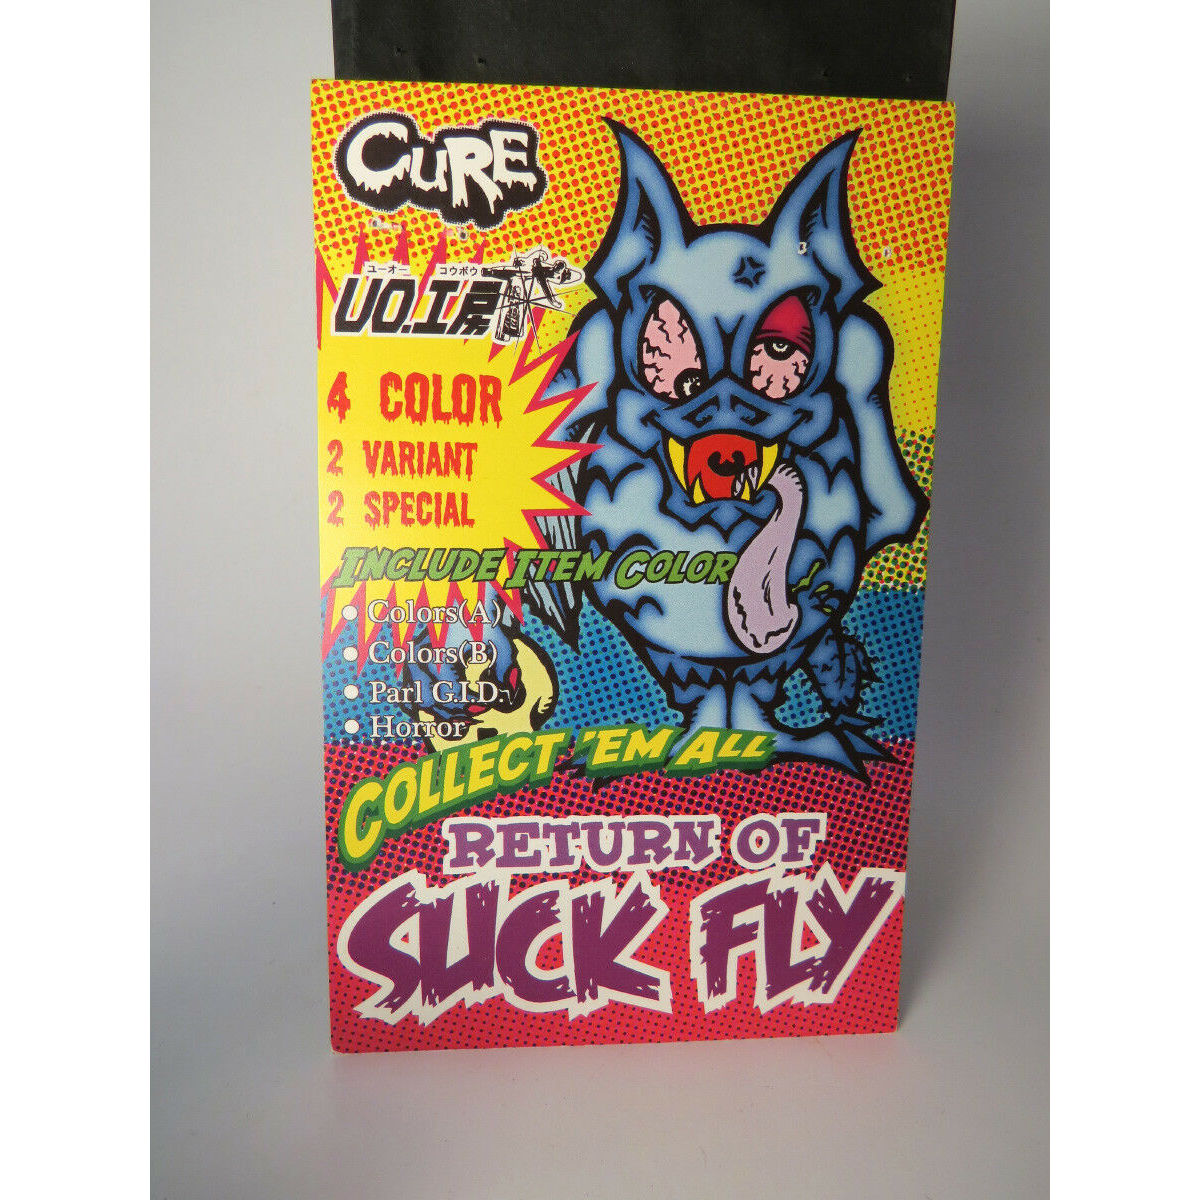 CURE
ユーオー コウボウ
UO.工房
4 COLOR
2 VARIANT
2 SPECIAL
INCLUDE ITEM COLOR
• Colors(A)
• Colors(B)
• Parl G.I.D.
• Horror
COLLECT 'EM ALL
RETURN OF
SUCK FLY